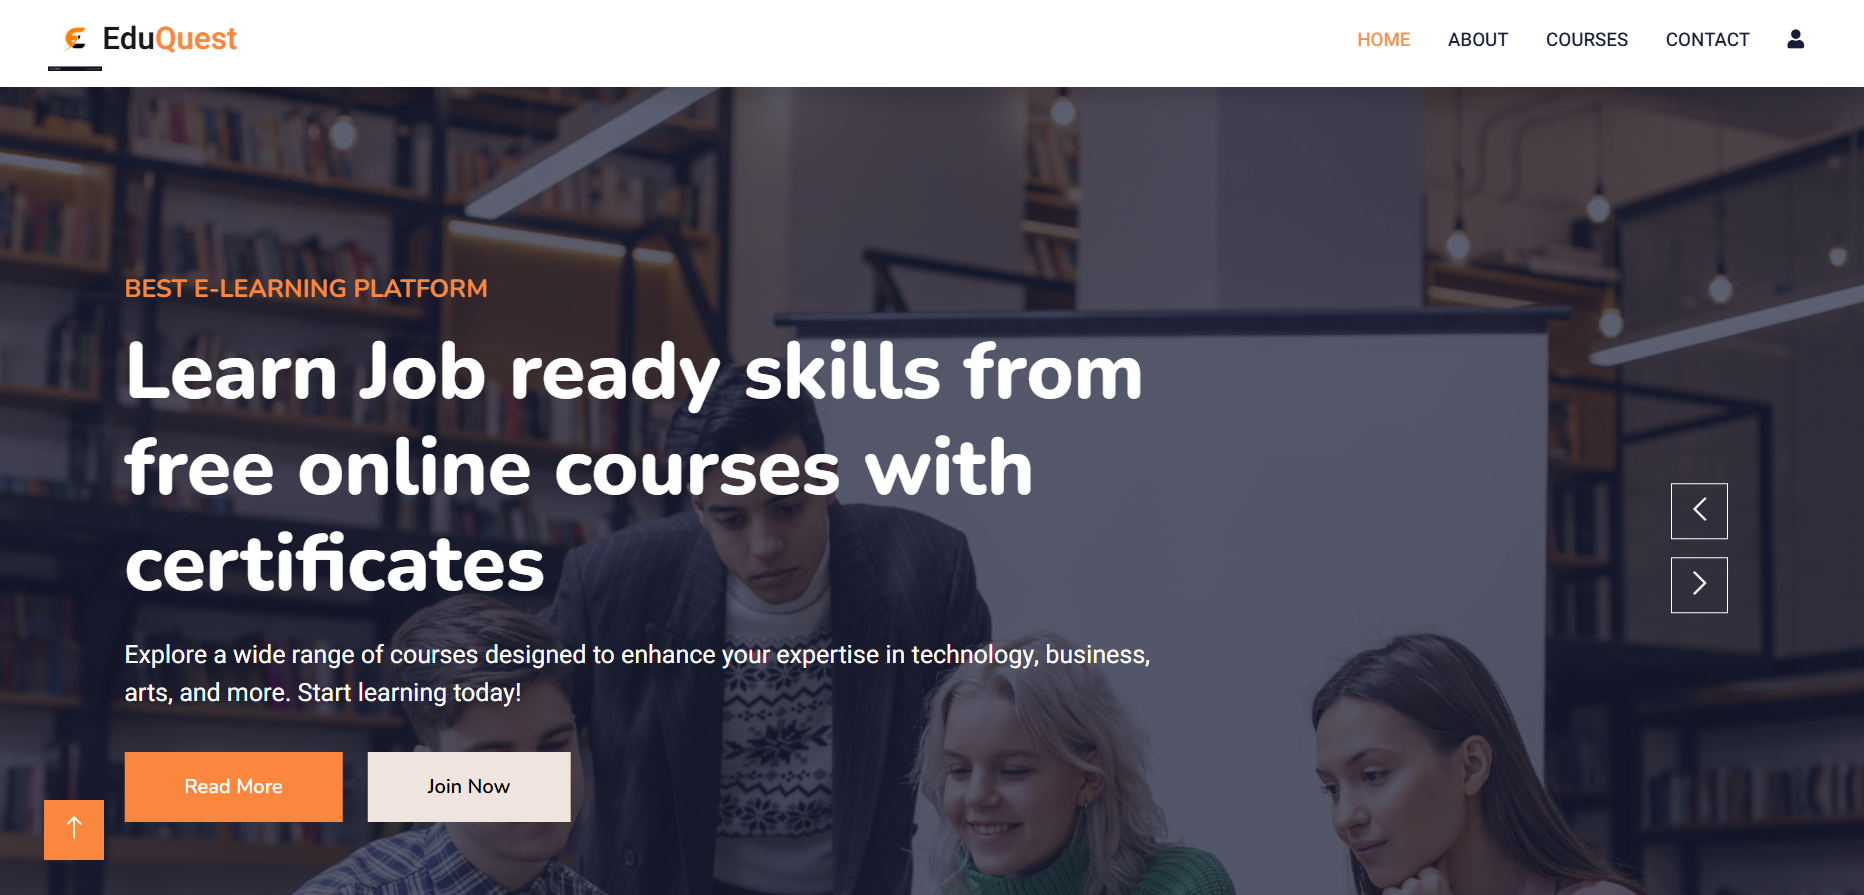 EduQuest
HOME ABOUT COURSES CONTACT
BEST E-LEARNING PLATFORM
Learn Job ready skills from
free online courses with
certificates
Explore a wide range of courses designed to enhance your expertise in technology, business,
arts, and more. Start learning today!
Read More
Join Now